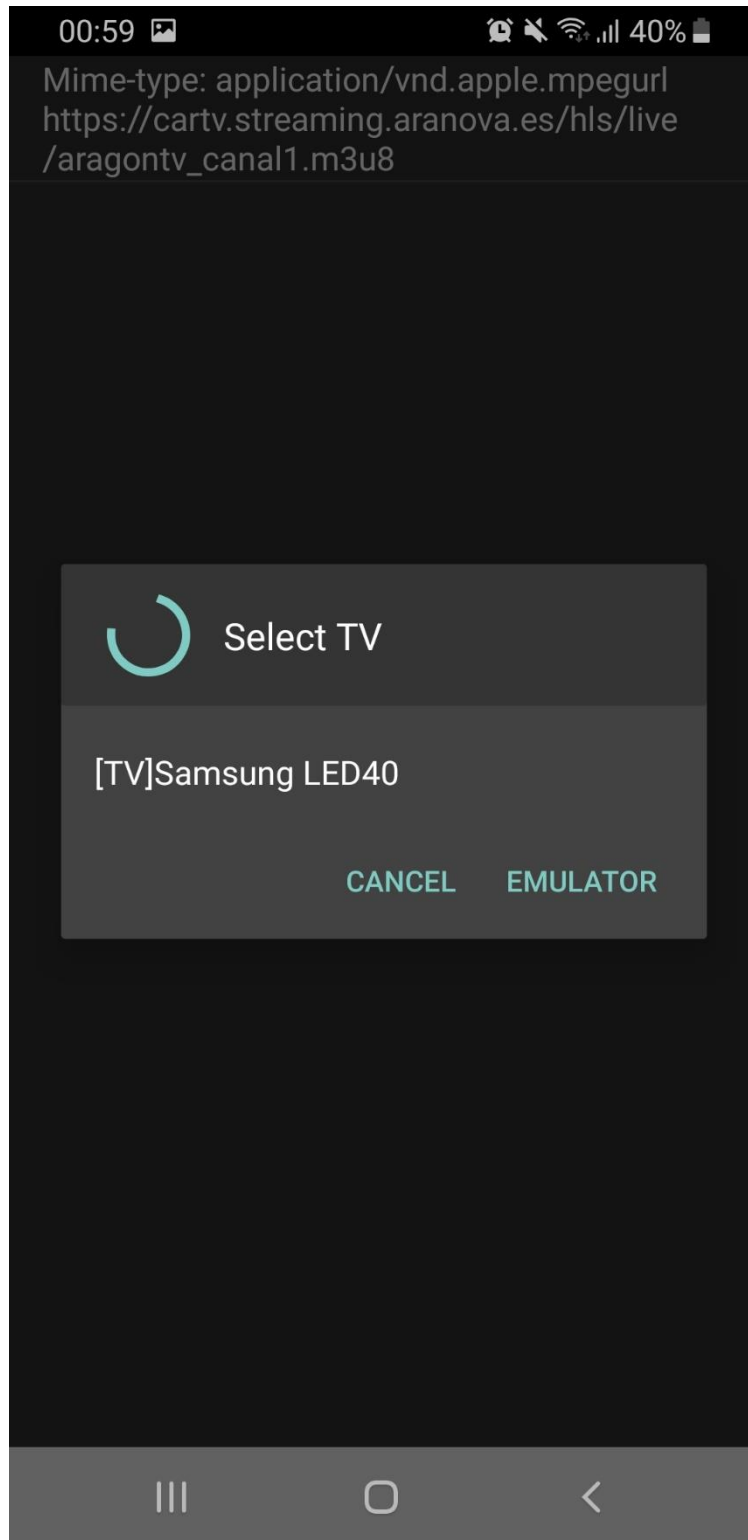 00:59 40%
Mime-type: application/vnd.apple.mpegurl
https://cartv.streaming.aranova.es/hls/live
/aragontv_canal1.m3u8
Select TV
[TV]Samsung LED40
CANCEL EMULATOR